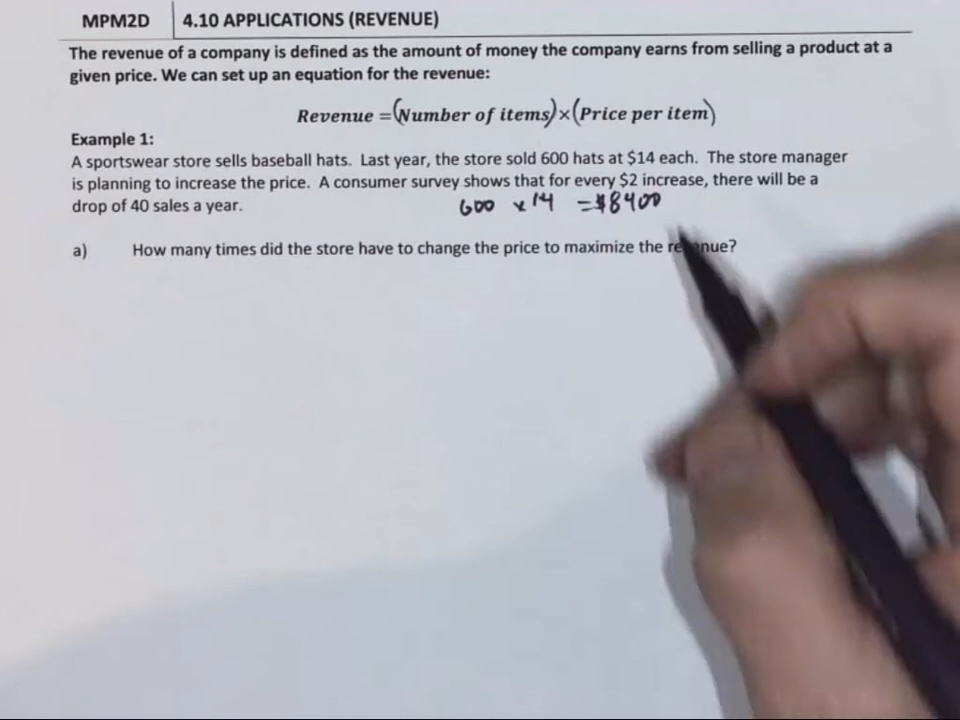 MPM2D 4.10 APPLICATIONS (REVENUE)
The revenue of a company is defined as the amount of money the company earns from selling a product at a
given price. We can set up an equation for the revenue:
Revenue =(Number of items)×(Price per item)
Example 1:
A sportswear store sells baseball hats. Last year, the store sold 600 hats at $14 each. The store manager
is planning to increase the price. A consumer survey shows that for every $2 increase, there will be a
drop of 40 sales a year.
600 x 14 =$8400
a) How many times did the store have to change the price to maximize the revenue?